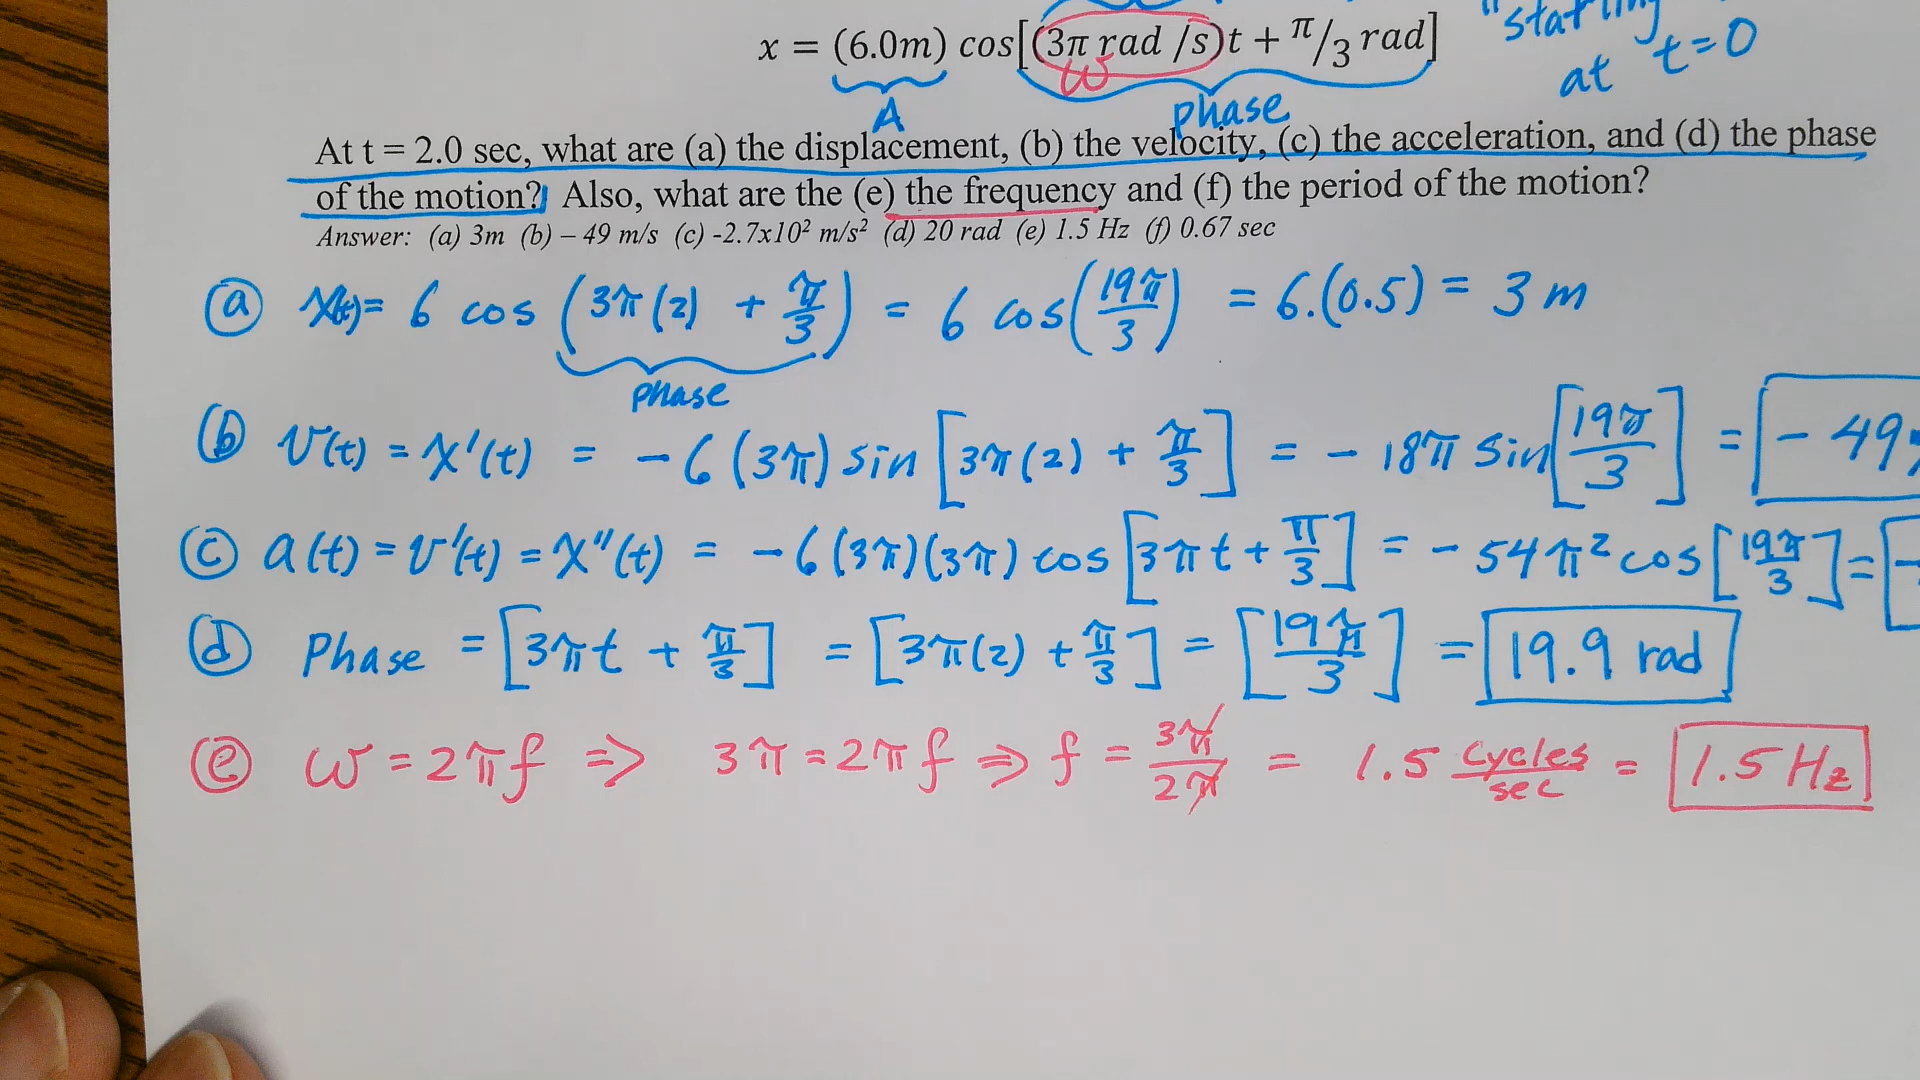 x = (6.0m) cos[(3π rad /s)t + π/3 rad]
"starting
at t=0
ω
A
phase
At t = 2.0 sec, what are (a) the displacement, (b) the velocity, (c) the acceleration, and (d) the phase
of the motion? Also, what are the (e) the frequency and (f) the period of the motion?
Answer: (a) 3m (b) – 49 m/s (c) -2.7x10² m/s² (d) 20 rad (e) 1.5 Hz (f) 0.67 sec
(a) x(t)= 6 cos (3π(2) + π/3) = 6 cos(19π/3) = 6.(0.5) = 3 m
phase
(b) v(t) = x'(t) = -6(3π) sin [3π(2) + π/3] = - 18π sin[19π/3] = - 49
(c) a(t) = v'(t) = x"(t) = -6(3π)(3π) cos [3πt + π/3] = - 54π² cos[19π/3] = -
(d) Phase = [3πt + π/3] = [3π(2) + π/3] = [19π/3] = 19.9 rad
(e) ω = 2πf => 3π = 2πf => f = 3π/2π = 1.5 cycles/sec = 1.5 Hz